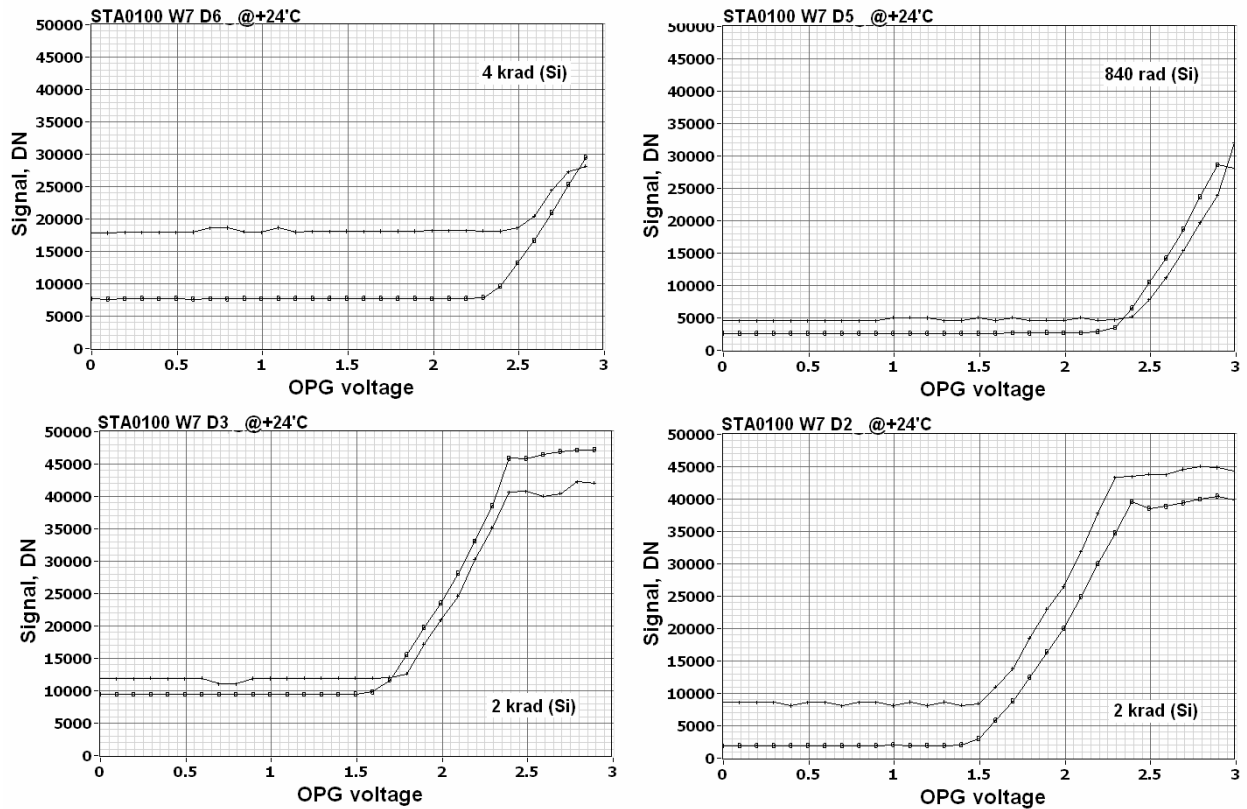 STA0100 W7 D6 _ @+24'C
50000
45000
40000
35000
30000
25000
20000
15000
10000
5000
0
Signal, DN
4 krad (Si)
0 0.5 1 1.5 2 2.5 3
OPG voltage
STA0100 W7 D5 _ @+24'C
50000
45000
40000
35000
30000
25000
20000
15000
10000
5000
0
Signal, DN
840 rad (Si)
0 0.5 1 1.5 2 2.5 3
OPG voltage
STA0100 W7 D3 _ @+24'C
50000
45000
40000
35000
30000
25000
20000
15000
10000
5000
0
Signal, DN
2 krad (Si)
0 0.5 1 1.5 2 2.5 3
OPG voltage
STA0100 W7 D2 _ @+24'C
50000
45000
40000
35000
30000
25000
20000
15000
10000
5000
0
Signal, DN
2 krad (Si)
0 0.5 1 1.5 2 2.5 3
OPG voltage